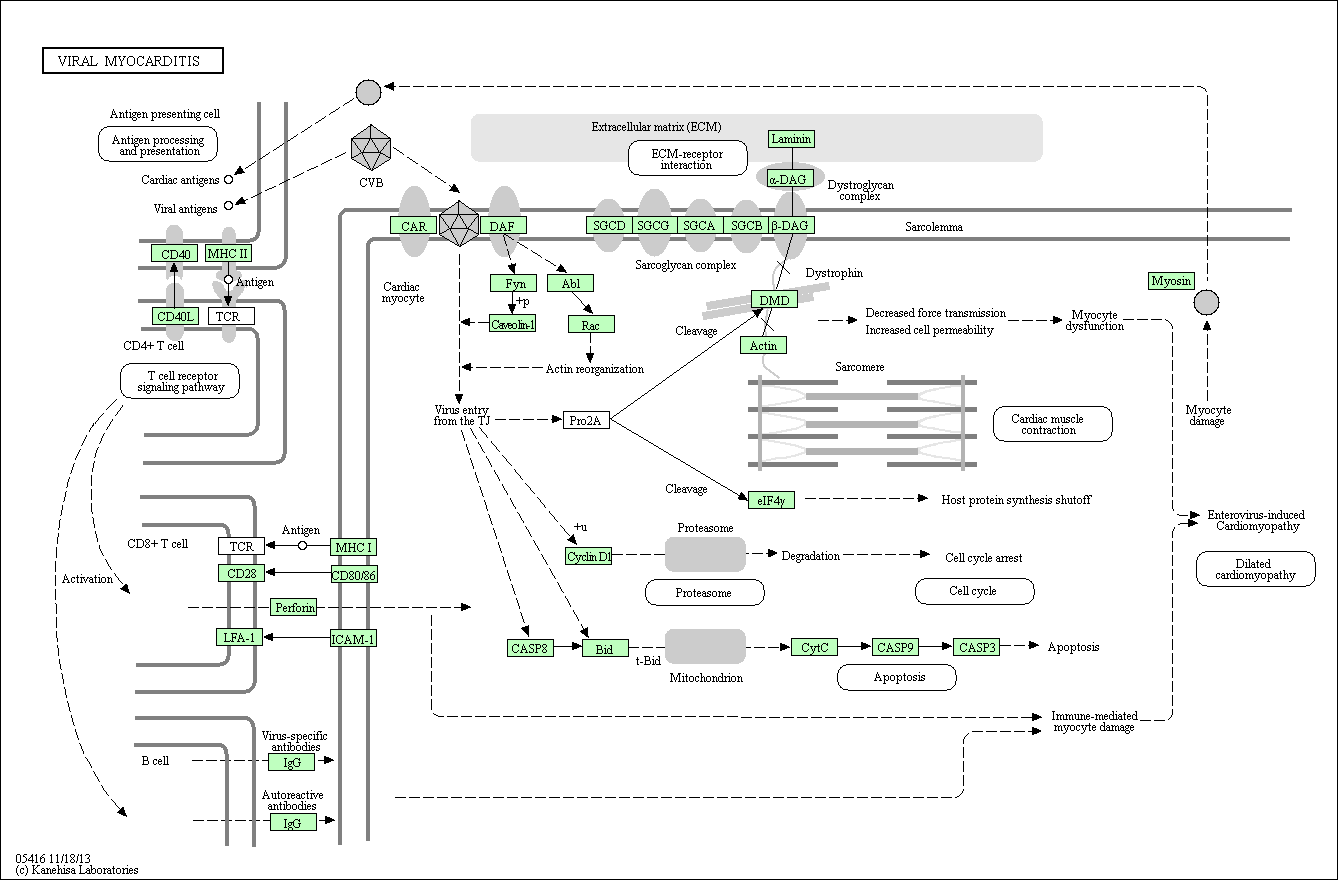 VIRAL MYOCARDITIS
Antigen presenting cell
Antigen processing
and presentation
Cardiac antigens
Viral antigens
CVB
Extracellular matrix (ECM)
ECM-receptor
interaction
Laminin
α-DAG
Dystroglycan
complex
CAR
DAF
SGCD
SGCG
SGCA
SGCB
β-DAG
Sarcolemma
CD40
MHC II
Antigen
CD40L
TCR
CD4+ T cell
T cell receptor
signaling pathway
Cardiac
myocyte
Sarcoglycan complex
Dystrophin
Fyn
Abl
+p
Caveolin-1
Rac
Actin reorganization
DMD
Cleavage
Actin
Decreased force transmission
Increased cell permeability
Myocyte
dysfunction
Myosin
Sarcomere
Myocyte
damage
Virus entry
from the TJ
Pro2A
Cardiac muscle
contraction
Cleavage
eIF4γ
Host protein synthesis shutoff
Enterovirus-induced
Cardiomyopathy
Dilated
cardiomyopathy
CD8+ T cell
TCR
Antigen
MHC I
CD28
CD80/86
Activation
Perforin
LFA-1
ICAM-1
+u
Cyclin D1
Proteasome
Degradation
Cell cycle arrest
Proteasome
Cell cycle
CASP8
Bid
t-Bid
Mitochondrion
CytC
CASP9
CASP3
Apoptosis
Apoptosis
Immune-mediated
myocyte damage
Virus-specific
antibodies
B cell
IgG
Autoreactive
antibodies
IgG
05416 11/18/13
(c) Kanehisa Laboratories